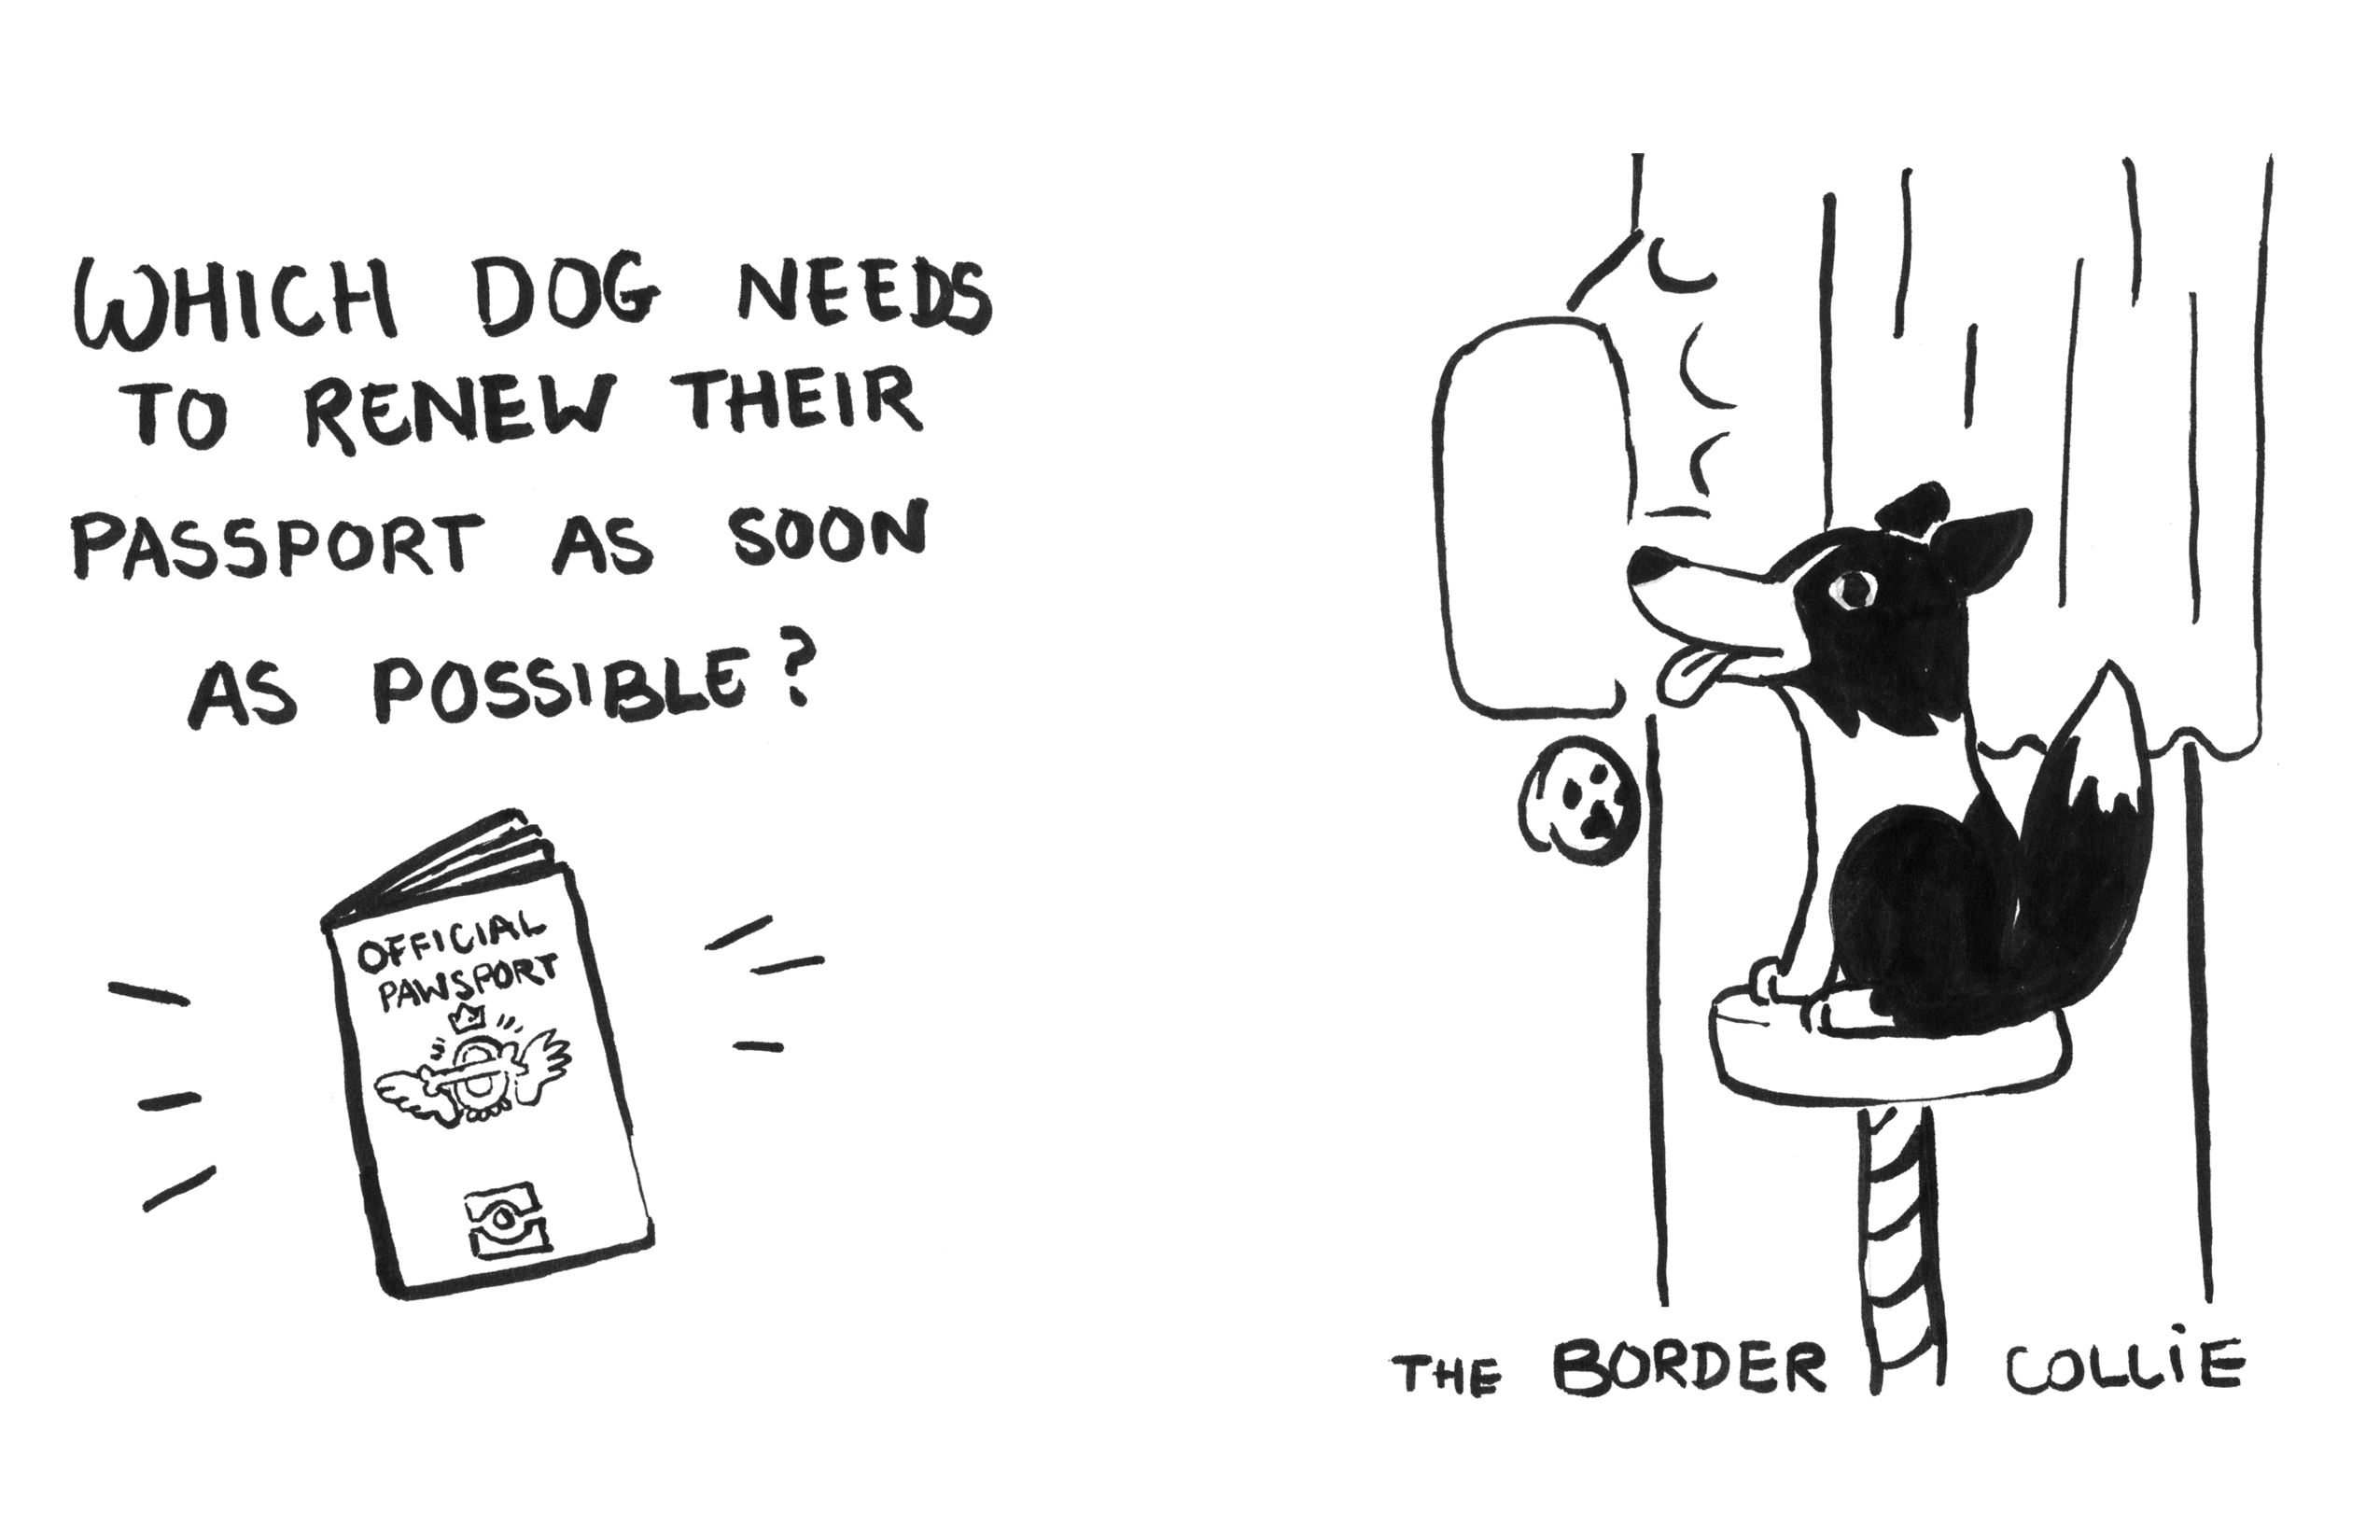 WHICH DOG NEEDS
TO RENEW THEIR
PASSPORT AS SOON
AS POSSIBLE?
OFFICIAL
PAWSPORT
THE BORDER COLLiE